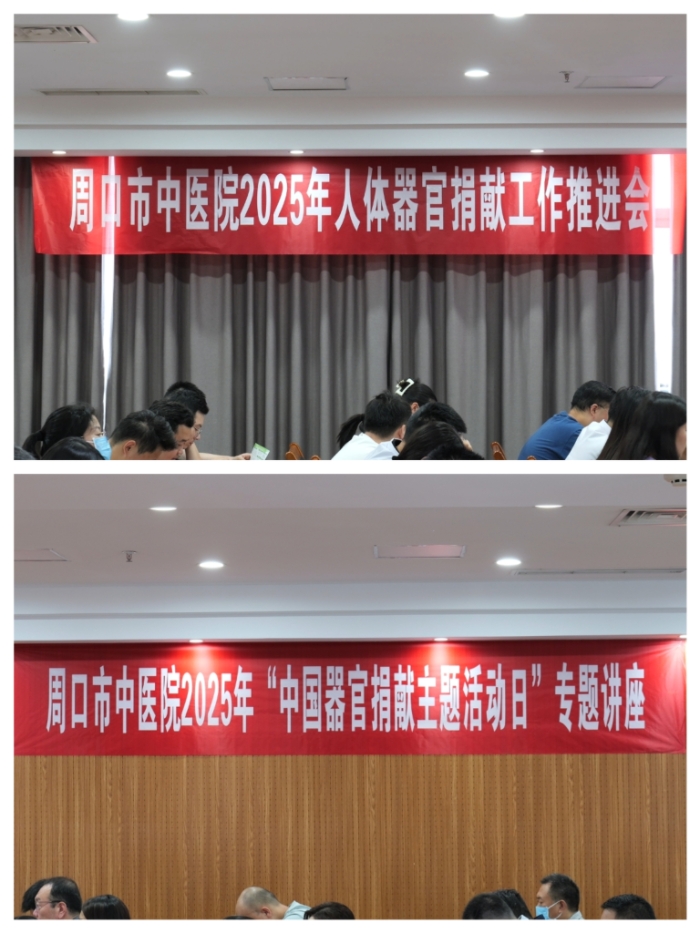 周口市中医院2025年人体器官捐献工作推进会
周口市中医院2025年“中国器官捐献主题活动日”专题讲座